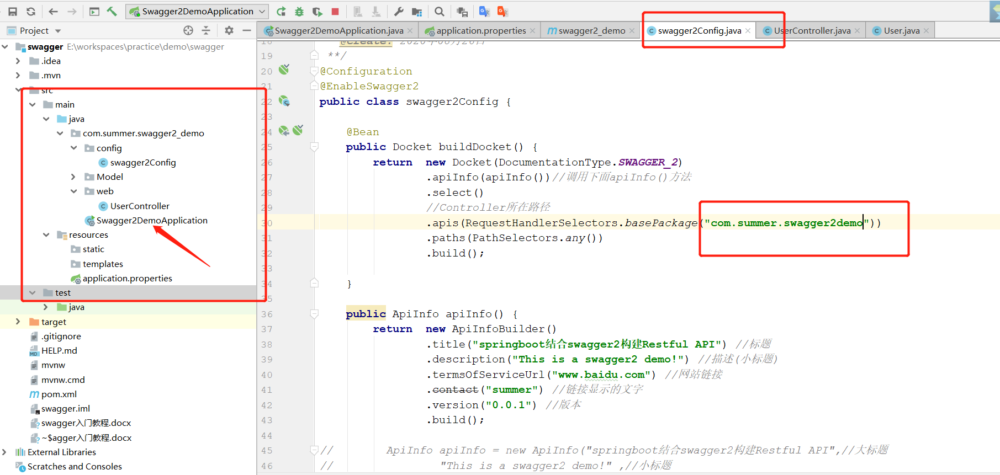 Swagger2DemoApplication
Project
swagger E:\workspaces\practice\demo\swagger
.idea
.mvn
src
main
java
com.summer.swagger2_demo
config
swagger2Config
Model
web
UserController
Swagger2DemoApplication
resources
static
templates
application.properties
test
java
target
.gitignore
HELP.md
mvnw
mvnw.cmd
pom.xml
swagger.iml
swagger入门教程.docx
~$agger入门教程.docx
External Libraries
Scratches and Consoles
Swagger2DemoApplication.java
application.properties
swagger2_demo
swagger2Config.java
UserController.java
User.java
18 @Create: 2020年06月28日
19 **/
20 @Configuration
21 @EnableSwagger2
22 public class swagger2Config {
23
24 @Bean
25 public Docket buildDocket() {
26 return new Docket(DocumentationType.SWAGGER_2)
27 .apiInfo(apiInfo())//调用下面apiInfo()方法
28 .select()
29 //Controller所在路径
30 .apis(RequestHandlerSelectors.basePackage("com.summer.swagger2demo"))
31 .paths(PathSelectors.any())
32 .build();
33
34 }
35
36 public ApiInfo apiInfo() {
37 return new ApiInfoBuilder()
38 .title("springboot结合swagger2构建Restful API") //标题
39 .description("This is a swagger2 demo!") //描述(小标题)
40 .termsOfServiceUrl("www.baidu.com") //网站链接
41 .contact("summer") //链接显示的文字
42 .version("0.0.1") //版本
43 .build();
44
45 // ApiInfo apiInfo = new ApiInfo("springboot结合swagger2构建Restful API",//大标题
46 // "This is a swagger2 demo!" ,//小标题